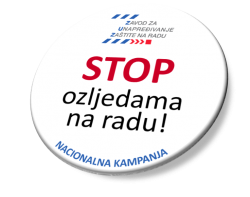 ZAVOD ZA
UNAPREĐIVANJE
ZAŠTITE NA RADU
STOP
ozljedama
na radu!
NACIONALNA KAMPANJA